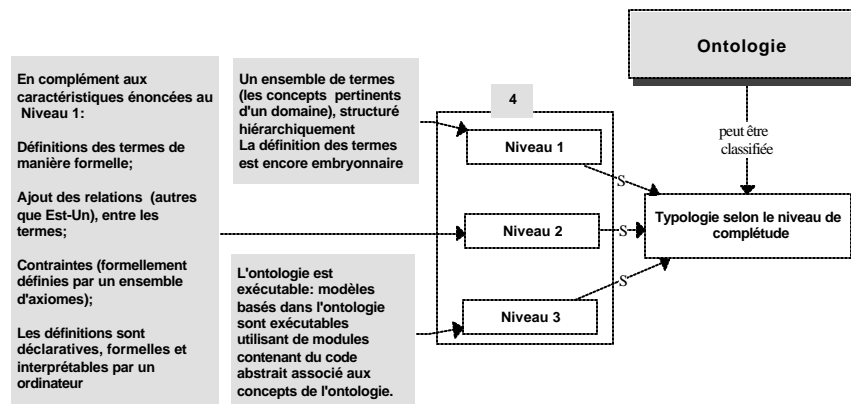 Ontologie
En complément aux
caractéristiques énoncées au
Niveau 1:
Définitions des termes de
manière formelle;
Ajout des relations (autres
que Est-Un), entre les
termes;
Contraintes (formellement
définies par un ensemble
d'axiomes);
Les définitions sont
déclaratives, formelles et
interprétables par un
ordinateur
Un ensemble de termes
(les concepts pertinents
d'un domaine), structuré
hiérarchiquement
La définition des termes
est encore embryonnaire
L'ontologie est
exécutable: modèles
basés dans l'ontologie
sont exécutables
utilisant de modules
contenant du code
abstrait associé aux
concepts de l'ontologie.
4
Niveau 1
Niveau 2
Niveau 3
S
S
S
peut être
classifiée
Typologie selon le niveau de
complétude